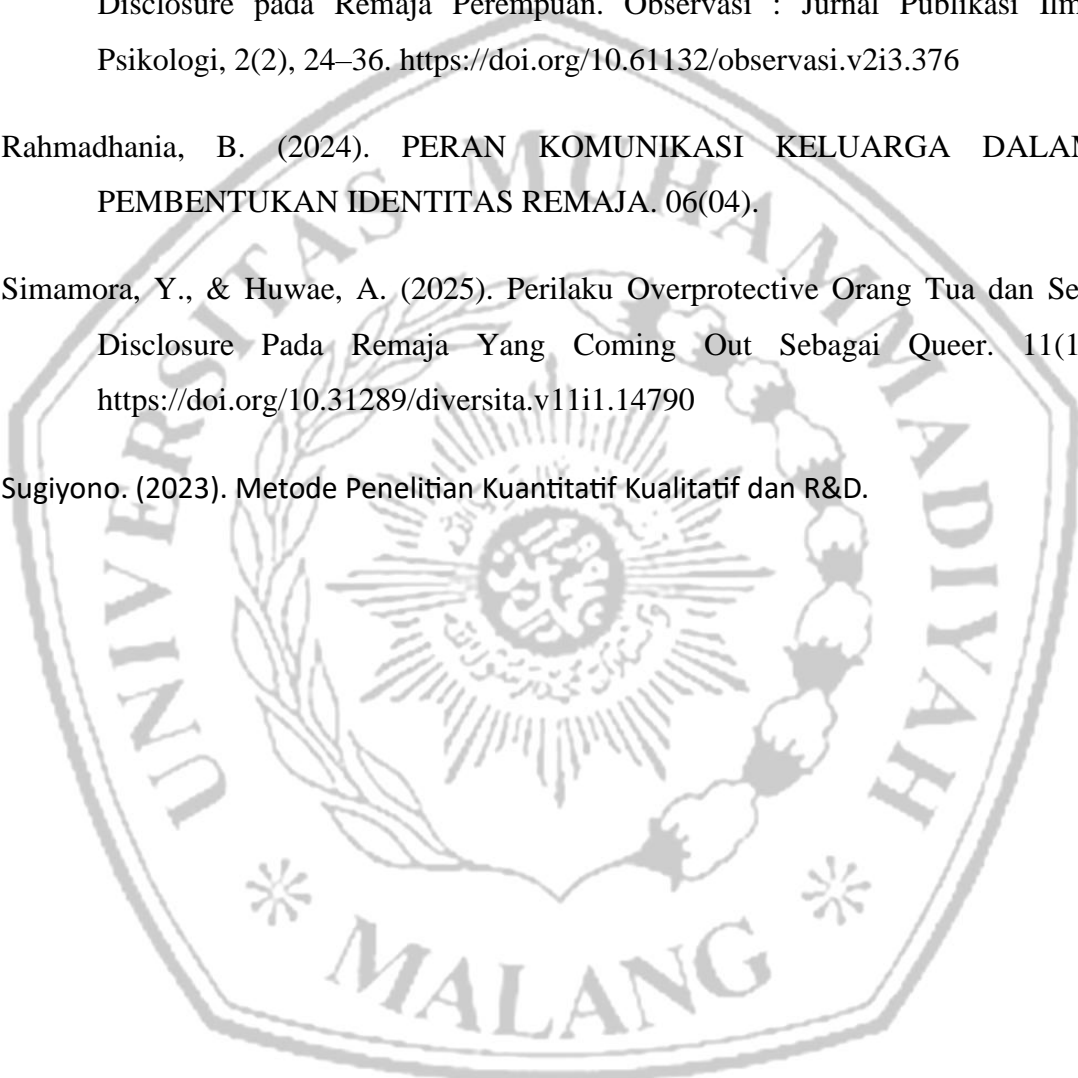 Disclosure pada Remaja Perempuan. Observasi : Jurnal Publikasi Ilm
Psikologi, 2(2), 24–36. https://doi.org/10.61132/observasi.v2i3.376
Rahmadhania, B. (2024). PERAN KOMUNIKASI KELUARGA DALAM
PEMBENTUKAN IDENTITAS REMAJA. 06(04).
Simamora, Y., & Huwae, A. (2025). Perilaku Overprotective Orang Tua dan Se
Disclosure Pada Remaja Yang Coming Out Sebagai Queer. 11(1
https://doi.org/10.31289/diversita.v11i1.14790
Sugiyono. (2023). Metode Penelitian Kuantitatif Kualitatif dan R&D.
UNIVERSITAS MUHAMMADIYAH
MALANG